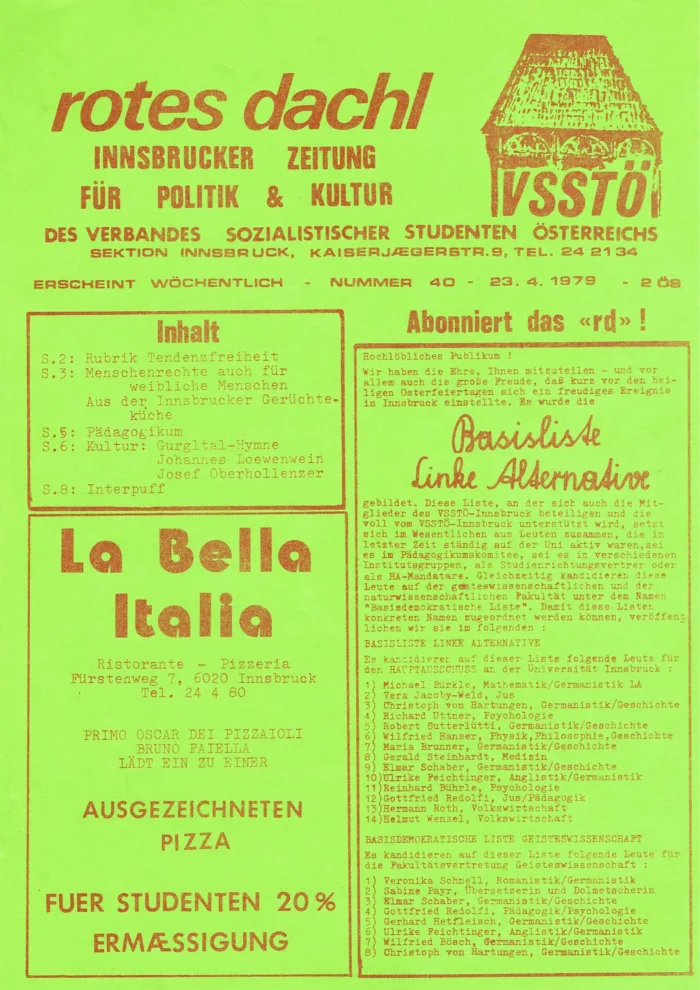 rotes dachl
INNSBRUCKER ZEITUNG
FÜR POLITIK & KULTUR
VSSTÖ
DES VERBANDES SOZIALISTISCHER STUDENTEN ÖSTERREICHS
SEKTION INNSBRUCK, KAISERJÆGERSTR.9, TEL. 24 21 34
ERSCHEINT WÖCHENTLICH - NUMMER 40 - 23. 4. 1979 - 2 ÖS
Inhalt
S.2: Rubrik Tendenzfreiheit
S.3: Menschenrechte auch für
weibliche Menschen
Aus der Innsbrucker Gerüchte-
küche
S.5: Pädagogikum
S.6: Kultur: Gurgltal-Hymne
Johannes Loewenwein
Josef Oberhollenzer
S.8: Interpuff
La Bella
Italia
Ristorante - Pizzeria
Fürstenweg 7, 6020 Innsbruck
Tel. 24 4 80
PRIMO OSCAR DEI PIZZAIOLI
BRUNO FAIELLA
LÄDT EIN ZU EINER
AUSGEZEICHNETEN
PIZZA
FUER STUDENTEN 20 %
ERMÆSSIGUNG
Abonniert das «rd» !
Hochlöbliches Publikum !
Wir haben die Ehre, Ihnen mitzuteilen - und vor
allem auch die große Freude, daß kurz vor den hei-
ligen Osterfeiertagen sich ein freudiges Ereignis
in Innsbruck einstellte. Es wurde die
Basisliste
Linke Alternative
gebildet. Diese Liste, an der sich auch die Mit-
glieder des VSSTÖ-Innsbruck beteiligen und die
voll vom VSSTÖ-Innsbruck unterstützt wird, setzt
sich im Wesentlichen aus Leuten zusammen, die in
letzter Zeit ständig auf der Uni aktiv waren,sei
es im Pädagogikumskomitee, sei es in verschiedenen
Institutsgruppen, als Studienrichtungsvertreter oder
als HA-Mandatare. Gleichzeitig kandidieren diese
Leute auf der geisteswissenschaftlichen und der
naturwissenschaftlichen Fakultät unter dem Namen
"Basisdemokratische Liste". Damit diese Listen
konkreten Namen zugeordnet werden können, veröffent
lichen wir sie im folgenden :
BASISLISTE LINKE ALTERNATIVE
Es kandidieren auf dieser Liste folgende Leute für
den HAUPTAUSSCHUSS an der Universität Innsbruck :
1) Michael Bürkle, Mathematik/Germanistik LA
2) Vera Jacoby-Weld, Jus
3) Christoph von Hartungen, Germanistik/Geschichte
4) Richard Uttner, Psychologie
5) Robert Sutterlütti, Germanistik/Geschichte
6) Wilfried Hanser, Physik,Philosophie,Geschichte
7) Maria Brunner, Germanistik/Geschichte
8) Gerald Steinhardt, Medizin
9) Elmar Schaber, Germanistik/Geschichte
10)Ulrike Feichtinger, Anglistik/Germanistik
11)Reinhard Bührle, Psychologie
12)Gottfried Redolfi, Jus/Pädagogik
13)Hermann Roth, Volkswirtschaft
14)Helmut Wenzel, Volkswirtschaft
BASISDEMOKRATISCHE LISTE GEISTESWISSENSCHAFT
Es kandidieren auf dieser Liste folgende Leute für
die Fakultätsvertretung Geisteswissenschaft :
1) Veronika Schnell, Romanistik/Germanistik
2) Sabine Payr, Übersetzerin und Dolmetscherin
3) Elmar Schaber, Germanistik/Geschichte
4) Gottfried Redolfi, Pädagogik/Psychologie
5) Gerhard Hetfleisch, Germanistik/Geschichte
6) Ulrike Feichtinger, Anglistik/Germanistik
7) Wilfried Bösch, Germanistik/Geschichte
8) Christoph von Hartungen, Germanistik/Geschichte